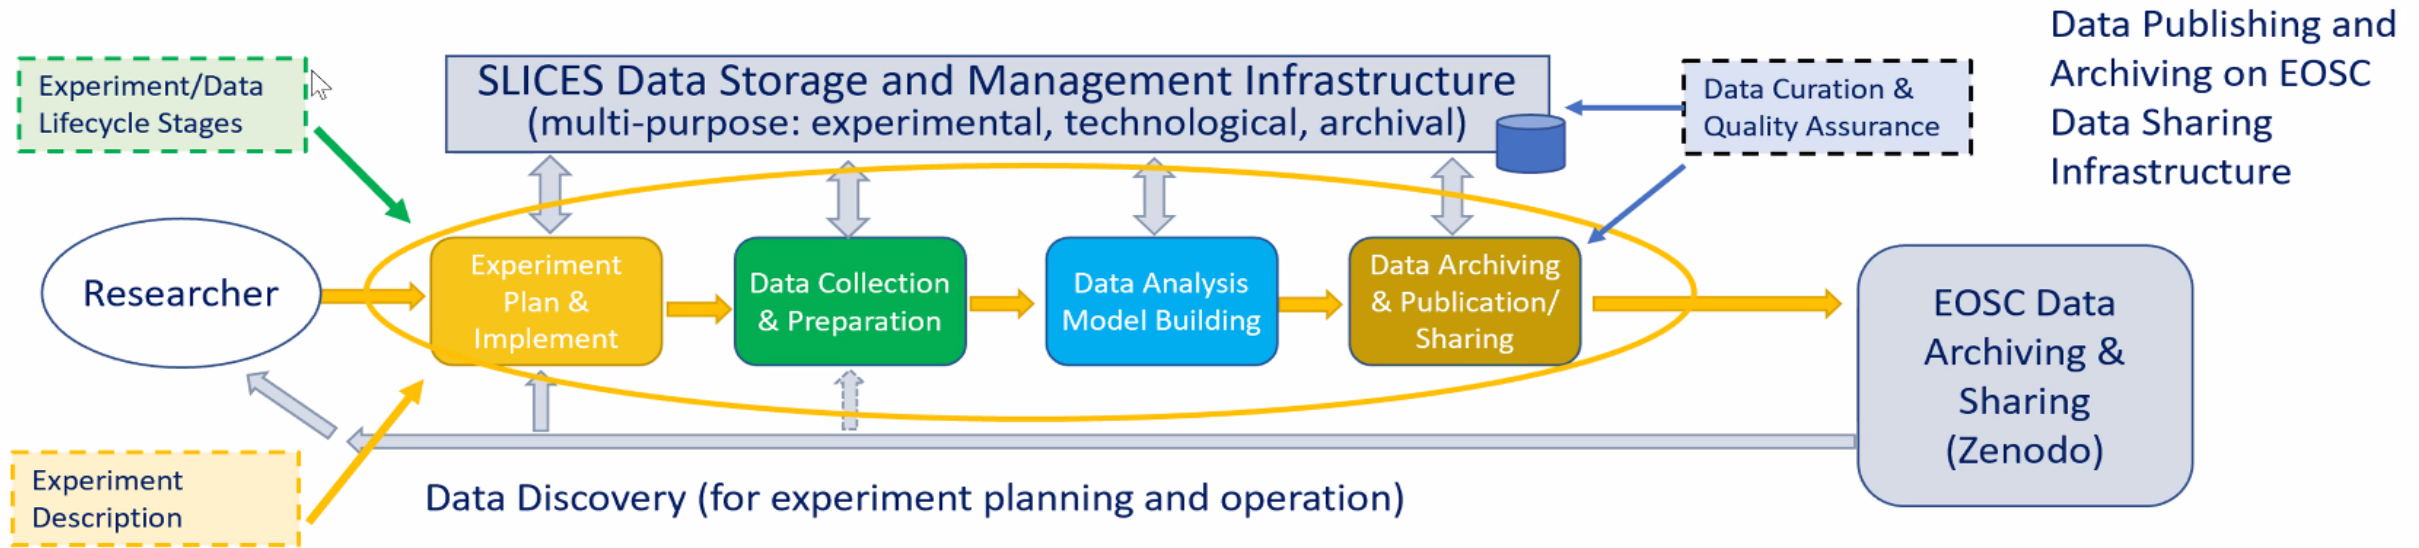 Data Publishing and
Archiving on EOSC
Data Sharing
Infrastructure
Experiment/Data
Lifecycle Stages
SLICES Data Storage and Management Infrastructure
(multi-purpose: experimental, technological, archival)
Data Curation &
Quality Assurance
Researcher
Experiment
Plan &
Implement
Data Collection
& Preparation
Data Analysis
Model Building
Data Archiving
& Publication/
Sharing
EOSC Data
Archiving &
Sharing
(Zenodo)
Experiment
Description
Data Discovery (for experiment planning and operation)